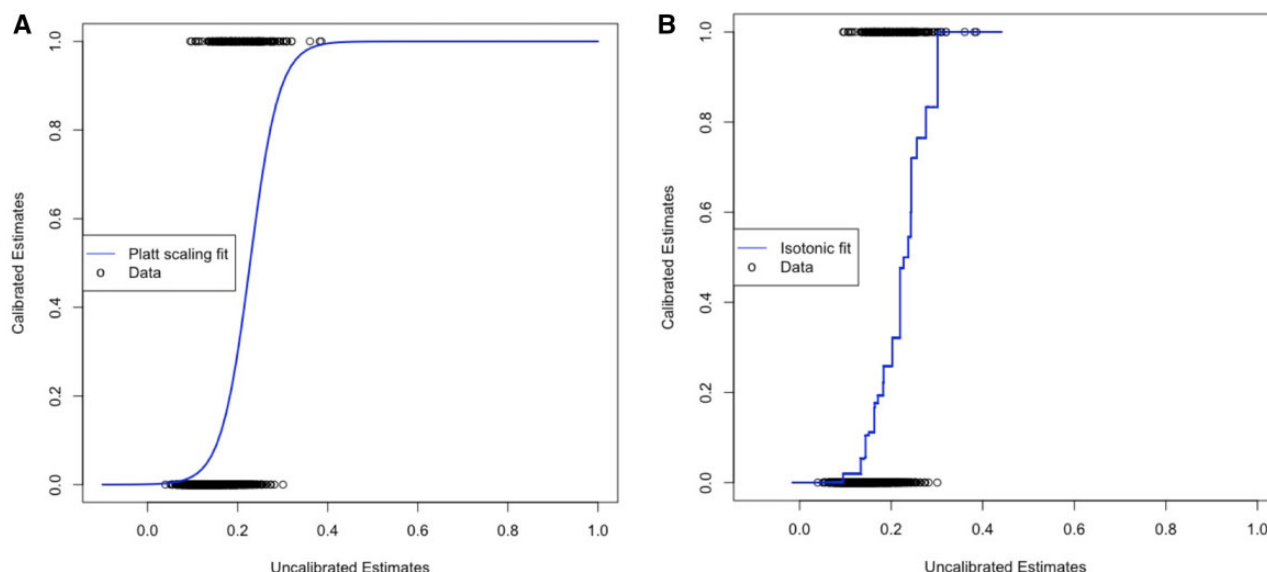 A
1.0
0.8
0.6
0.4
0.2
0.0
Calibrated Estimates
Platt scaling fit
Data
0.0 0.2 0.4 0.6 0.8 1.0
Uncalibrated Estimates
B
1.0
0.8
0.6
0.4
0.2
0.0
Calibrated Estimates
Isotonic fit
Data
0.0 0.2 0.4 0.6 0.8 1.0
Uncalibrated Estimates